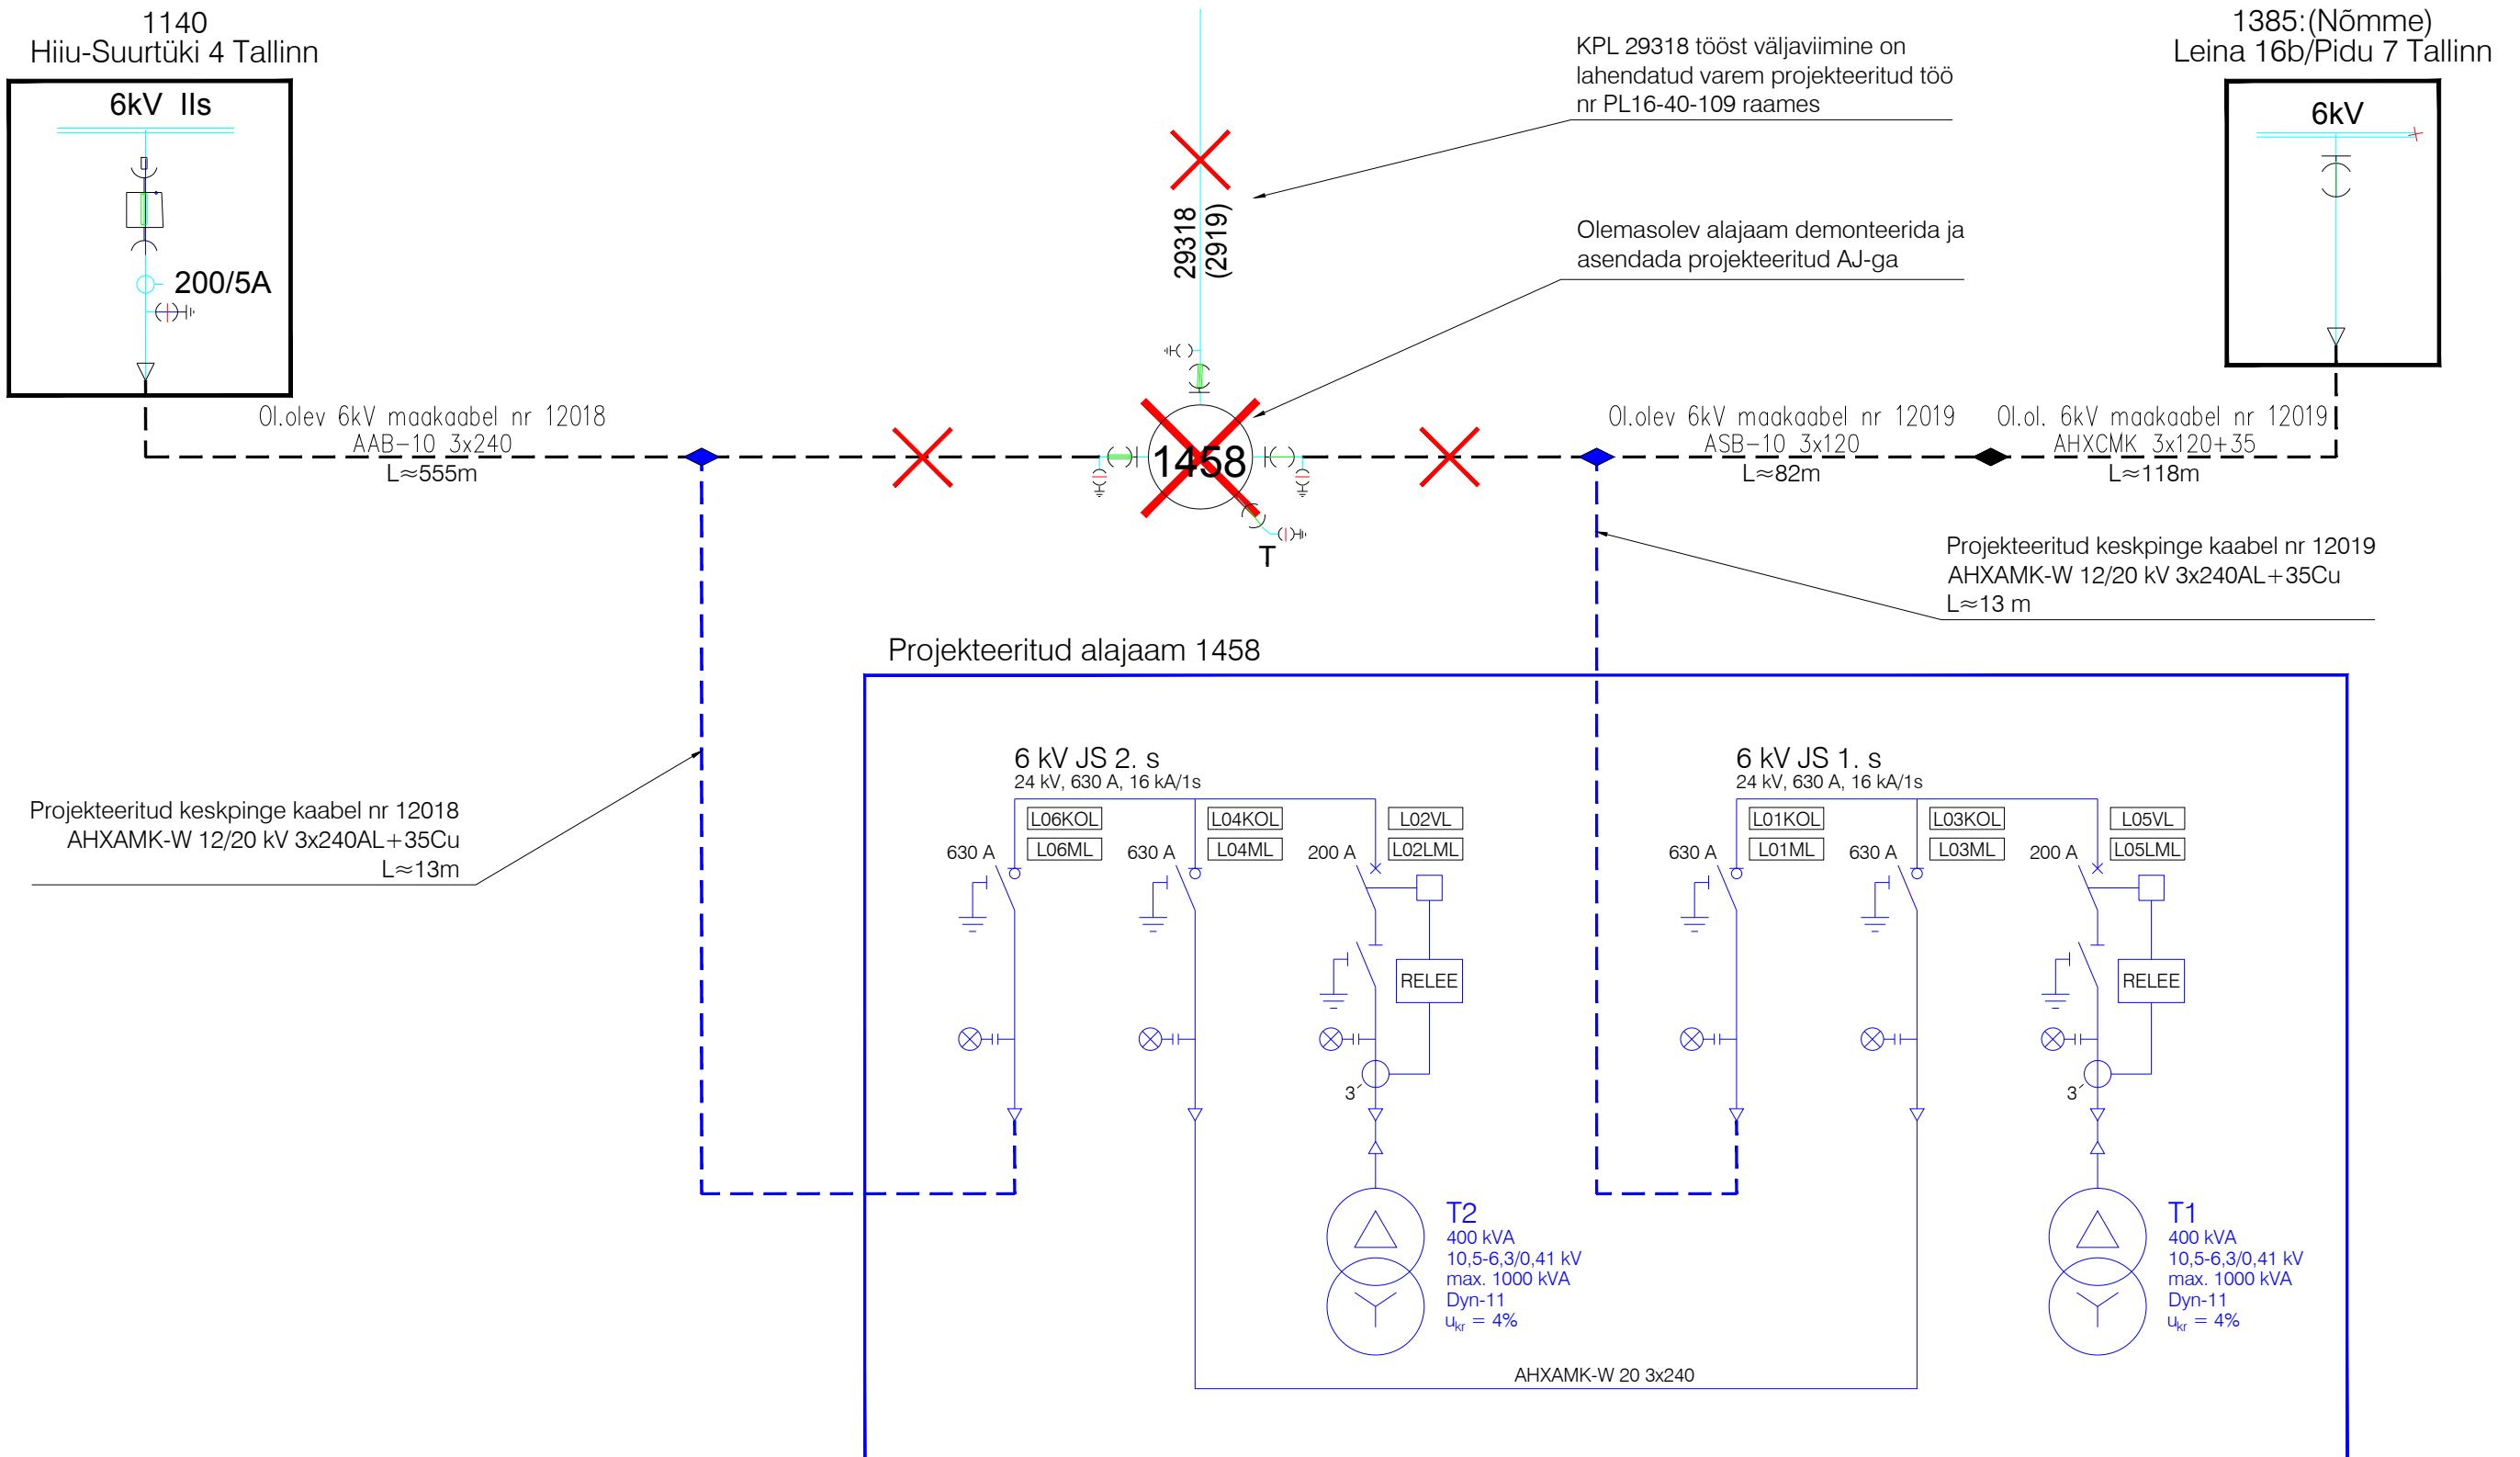 1140
Hiiu-Suurtüki 4 Tallinn
6kV IIs
200/5A
Ol.olev 6kV maakaabel nr 12018
AAB-10 3x240
L≈555m
29318
(2919)
KPL 29318 tööst väljaviimine on
lahendatud varem projekteeritud töö
nr PL16-40-109 raames
Olemasolev alajaam demonteerida ja
asendada projekteeritud AJ-ga
1458
T
1385:(Nõmme)
Leina 16b/Pidu 7 Tallinn
6kV
Ol.olev 6kV maakaabel nr 12019
ASB-10 3x120
L≈82m
Ol.ol. 6kV maakaabel nr 12019
AHXCMK 3x120+35
L≈118m
Projekteeritud keskpinge kaabel nr 12019
AHXAMK-W 12/20 kV 3x240AL+35Cu
L≈13 m
Projekteeritud keskpinge kaabel nr 12018
AHXAMK-W 12/20 kV 3x240AL+35Cu
L≈13m
Projekteeritud alajaam 1458
6 kV JS 2. s
24 kV, 630 A, 16 kA/1s
L06KOL
L06ML
630 A
L04KOL
L04ML
630 A
L02VL
L02LML
200 A
RELEE
3´
T2
400 kVA
10,5-6,3/0,41 kV
max. 1000 kVA
Dyn-11
ukr = 4%
6 kV JS 1. s
24 kV, 630 A, 16 kA/1s
L01KOL
L01ML
630 A
L03KOL
L03ML
630 A
L05VL
L05LML
200 A
RELEE
3´
T1
400 kVA
10,5-6,3/0,41 kV
max. 1000 kVA
Dyn-11
ukr = 4%
AHXAMK-W 20 3x240